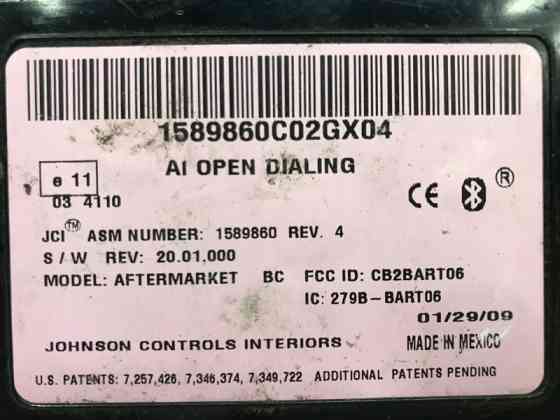 1589860C02GX04
AI OPEN DIALING
e 11
03 4110
CE ®
JCI™ ASM NUMBER: 1589860 REV. 4
S/W REV: 20.01.000
MODEL: AFTERMARKET BC FCC ID: CB2BART06
IC: 279B-BART06
01/29/09
JOHNSON CONTROLS INTERIORS MADE IN MEXICO
U.S. PATENTS: 7,257,426, 7,346,374, 7,349,722 ADDITIONAL PATENTS PENDING